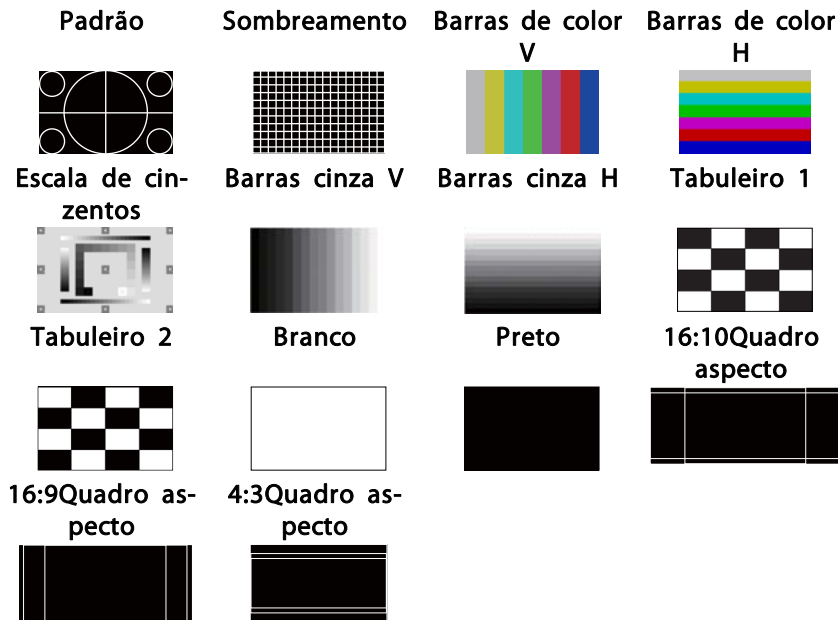 Padrão
Sombreamento
Barras de color
V
Barras de color
H
Escala de cin-
zentos
Barras cinza V
Barras cinza H
Tabuleiro 1
Tabuleiro 2
Branco
Preto
16:10Quadro
aspecto
16:9Quadro as-
pecto
4:3Quadro as-
pecto